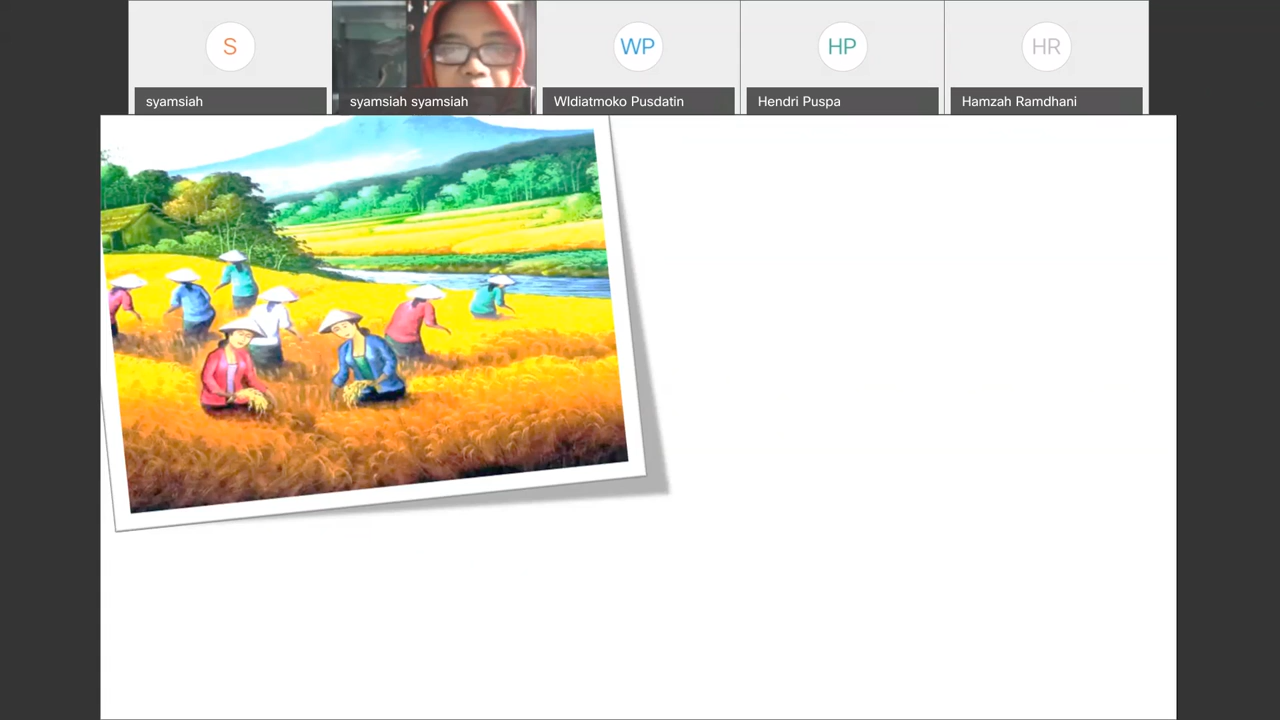 S
WP
HP
HR
syamsiah
syamsiah syamsiah
WIdiatmoko Pusdatin
Hendri Puspa
Hamzah Ramdhani